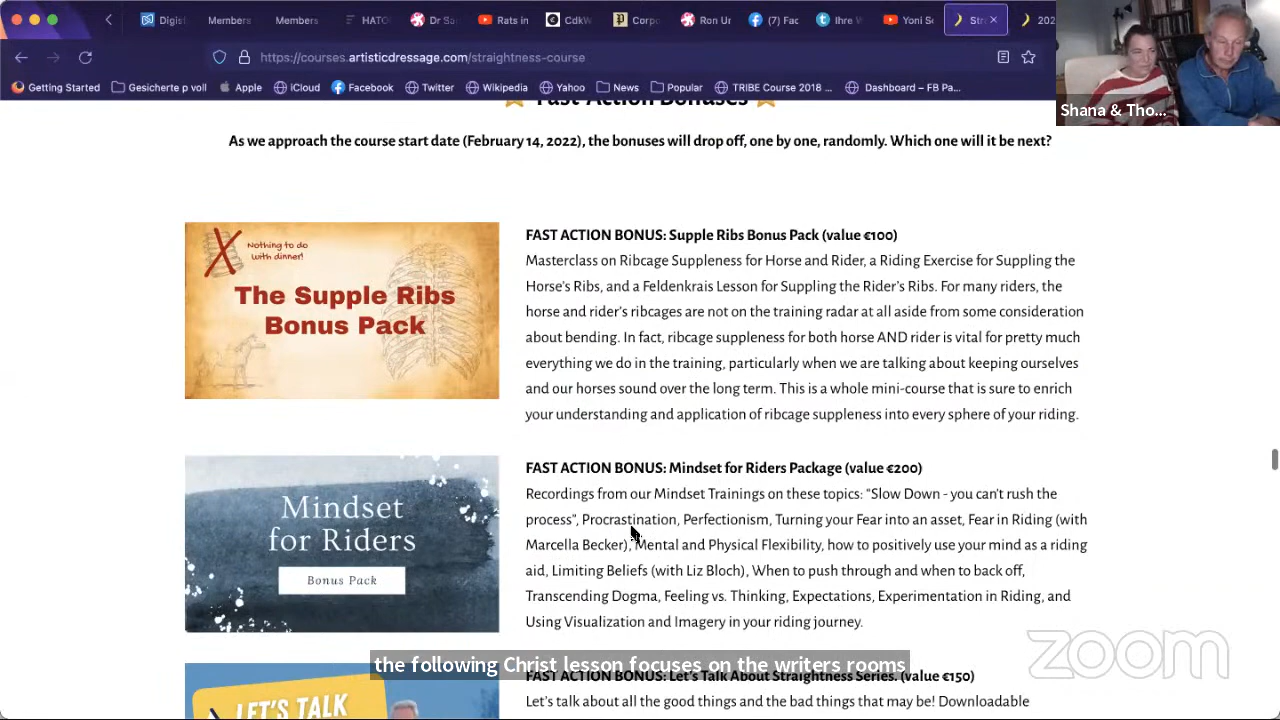 Digis
Members
Members
HATO
Dr Sa
Rats in
CdkW
Corpo
Ron Ur
(7) Fac
Ihre W
Yoni Se
Str
202
https://courses.artisticdressage.com/straightness-course
Getting Started
Gesicherte p voll
Apple
iCloud
Facebook
Twitter
Wikipedia
Yahoo
News
Popular
TRIBE Course 2018 ...
Dashboard – FB Pa...
Shana & Tho...
Fast Action Bonuses
As we approach the course start date (February 14, 2022), the bonuses will drop off, one by one, randomly. Which one will it be next?
Nothing to do
with dinner!
The Supple Ribs
Bonus Pack
FAST ACTION BONUS: Supple Ribs Bonus Pack (value €100)
Masterclass on Ribcage Suppleness for Horse and Rider, a Riding Exercise for Suppling the
Horse's Ribs, and a Feldenkrais Lesson for Suppling the Rider's Ribs. For many riders, the
horse and rider's ribcages are not on the training radar at all aside from some consideration
about bending. In fact, ribcage suppleness for both horse AND rider is vital for pretty much
everything we do in the training, particularly when we are talking about keeping ourselves
and our horses sound over the long term. This is a whole mini-course that is sure to enrich
your understanding and application of ribcage suppleness into every sphere of your riding.
Mindset
for Riders
Bonus Pack
FAST ACTION BONUS: Mindset for Riders Package (value €200)
Recordings from our Mindset Trainings on these topics: "Slow Down - you can't rush the
process", Procrastination, Perfectionism, Turning your Fear into an asset, Fear in Riding (with
Marcella Becker), Mental and Physical Flexibility, how to positively use your mind as a riding
aid, Limiting Beliefs (with Liz Bloch), When to push through and when to back off,
Transcending Dogma, Feeling vs. Thinking, Expectations, Experimentation in Riding, and
Using Visualization and Imagery in your riding journey.
zoom
the following Christ lesson focuses on the writers rooms
LET'S TALK
FAST ACTION BONUS: Let's Talk About Straightness Series. (value €150)
Let's talk about all the good things and the bad things that may be! Downloadable